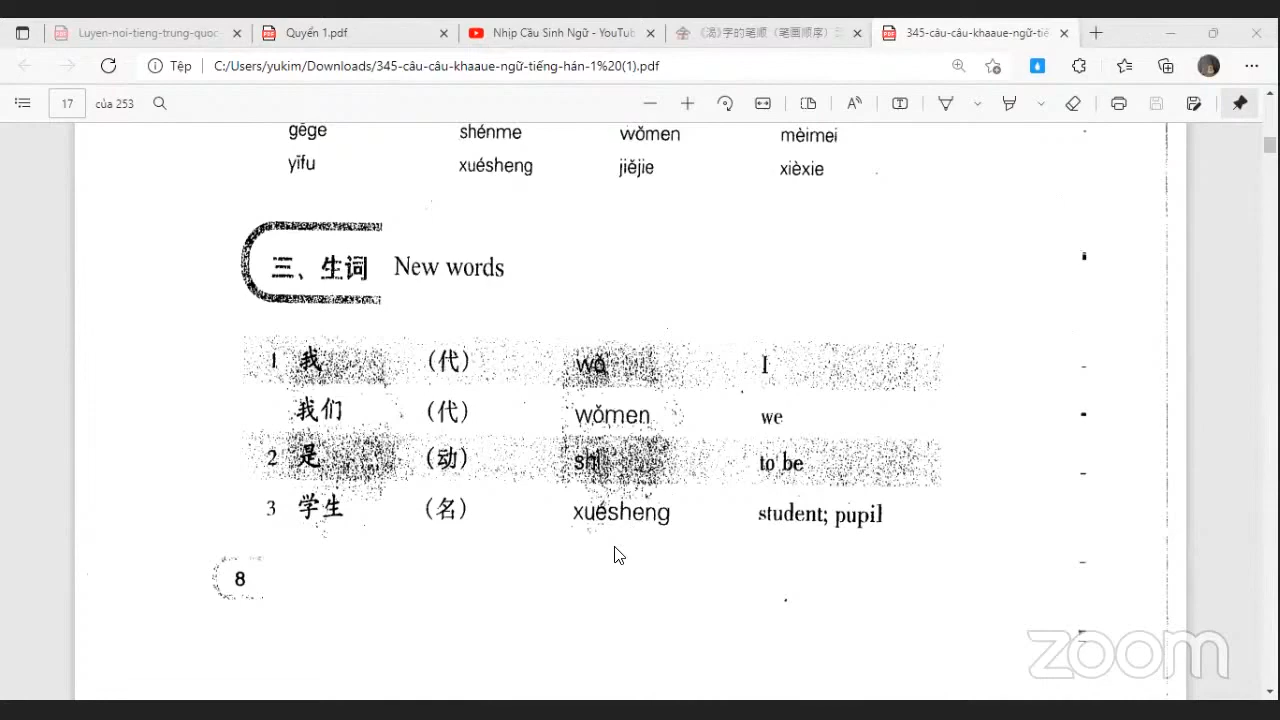 Luyen-noi-tieng-trung-quoc
Quyển 1.pdf
Nhịp Cầu Sinh Ngữ - YouTub
《滴》字的笔顺（笔画顺序）
345-câu-câu-khaaue-ngữ-tiế
Tệp
C:/Users/yukim/Downloads/345-câu-câu-khaaue-ngữ-tiếng-hán-1%20(1).pdf
17 của 253
gēge shénme wǒmen mèimei
yīfu xuésheng jiějie xièxie
三、生词 New words
1 我 （代） wǒ I
我们 （代） wǒmen we
2 是 （动） shì to be
3 学生 （名） xuésheng student; pupil
8
zoom